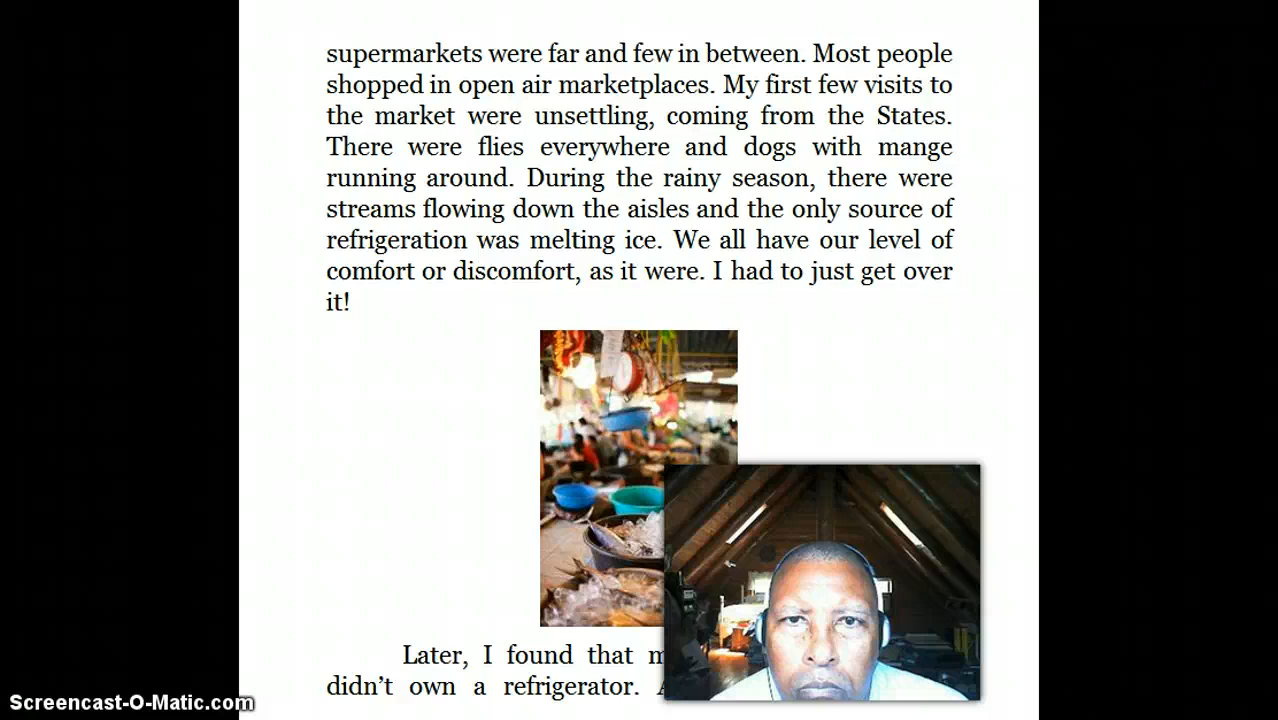 supermarkets were far and few in between. Most people
shopped in open air marketplaces. My first few visits to
the market were unsettling, coming from the States.
There were flies everywhere and dogs with mange
running around. During the rainy season, there were
streams flowing down the aisles and the only source of
refrigeration was melting ice. We all have our level of
comfort or discomfort, as it were. I had to just get over
it!
Later, I found that
didn’t own a refrigerator.
Screencast-O-Matic.com